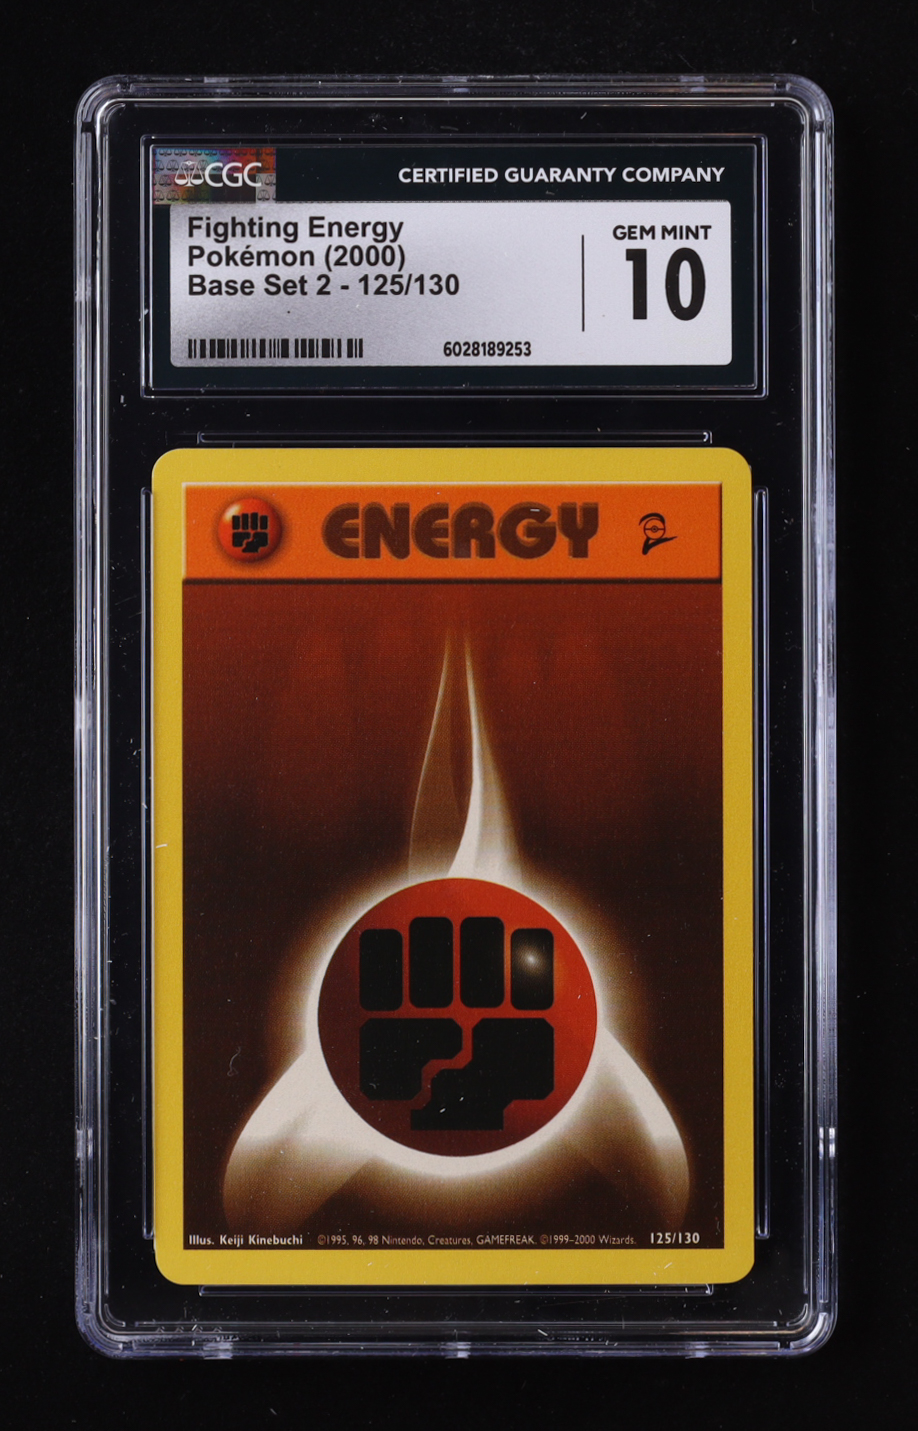 CGC
CERTIFIED GUARANTY COMPANY
Fighting Energy
Pokémon (2000)
Base Set 2 - 125/130
GEM MINT
10
6028189253
ENERGY
Illus. Keiji Kinebuchi ©1995, 96, 98 Nintendo, Creatures, GAMEFREAK. ©1999–2000 Wizards. 125/130